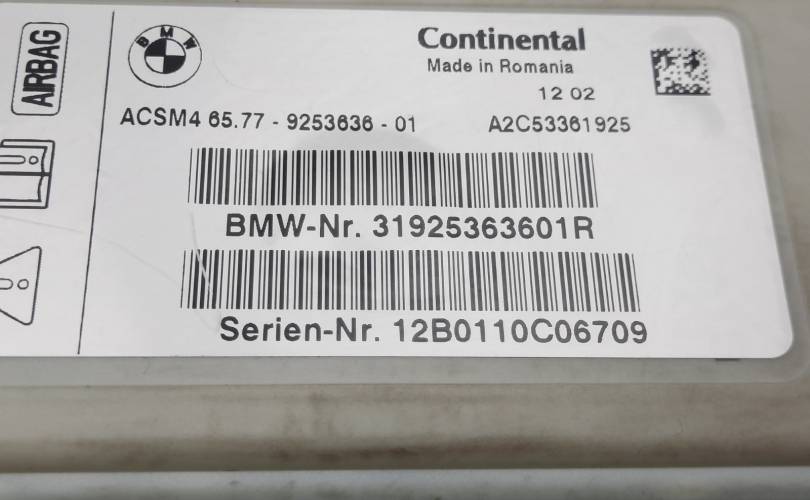 AIRBAG
BMW
Continental
Made in Romania
12 02
ACSM4 65.77 - 9253636 - 01 A2C53361925
BMW-Nr. 31925363601R
Serien-Nr. 12B0110C06709